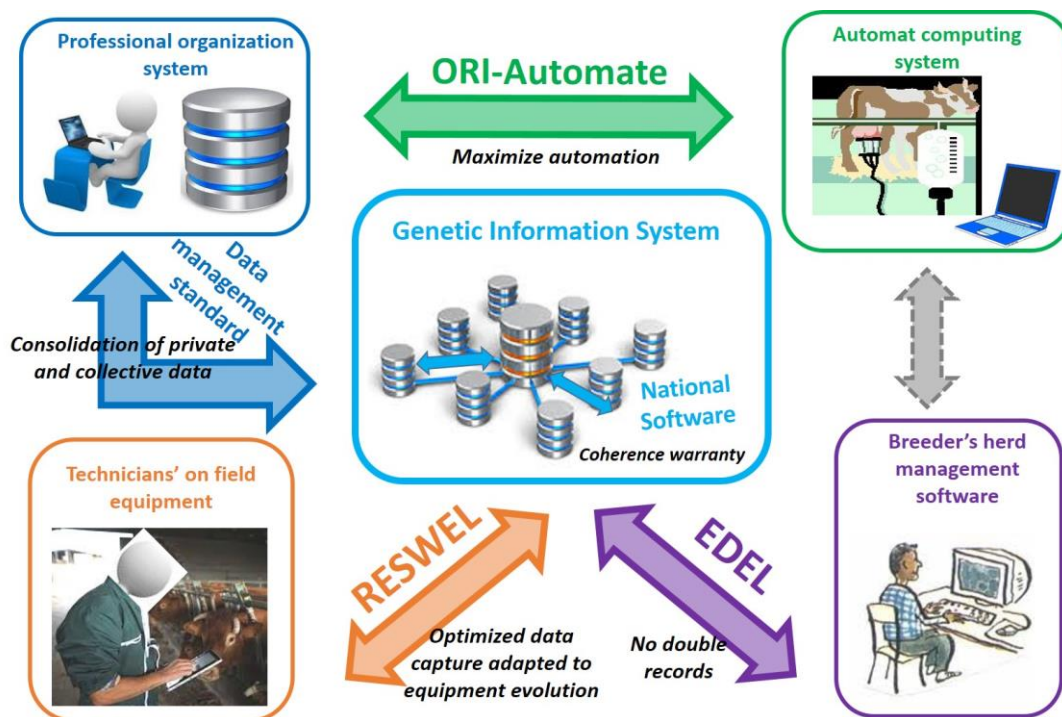 Professional organization
system
ORI-Automate
Maximize automation
Automat computing
system
Genetic Information System
National
Software
Coherence warranty
Data
management
standard
Consolidation of private
and collective data
Technicians' on field
equipment
RESWEL
Optimized data
capture adapted to
equipment evolution
EDEL
No double
records
Breeder's herd
management
software